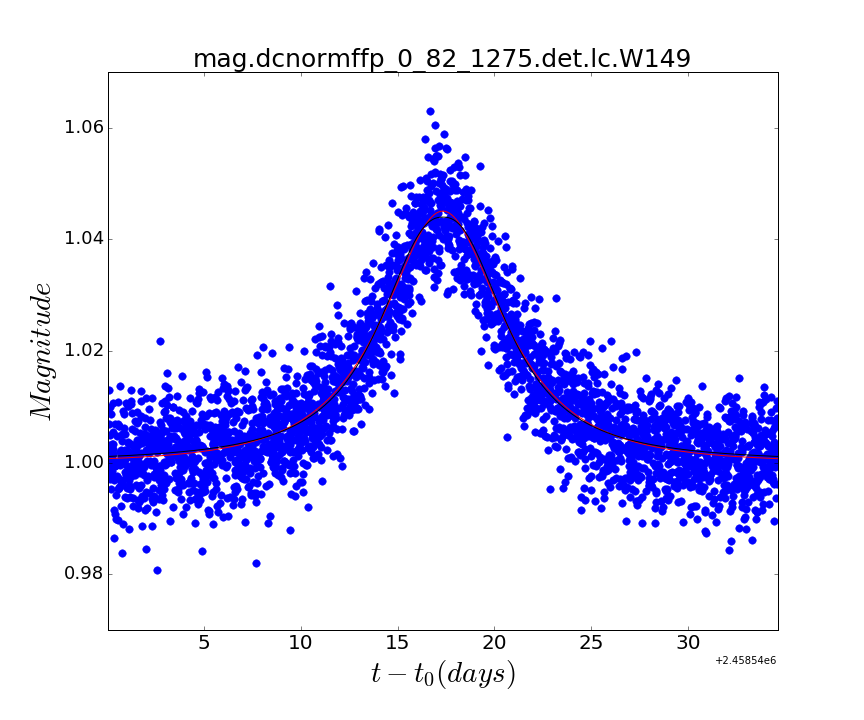 mag.dcnormffp_0_82_1275.det.lc.W149
1.06
1.04
1.02
1.00
0.98
Magnitude
5 10 15 20 25 30
+2.45854e6
t − t₀(days)